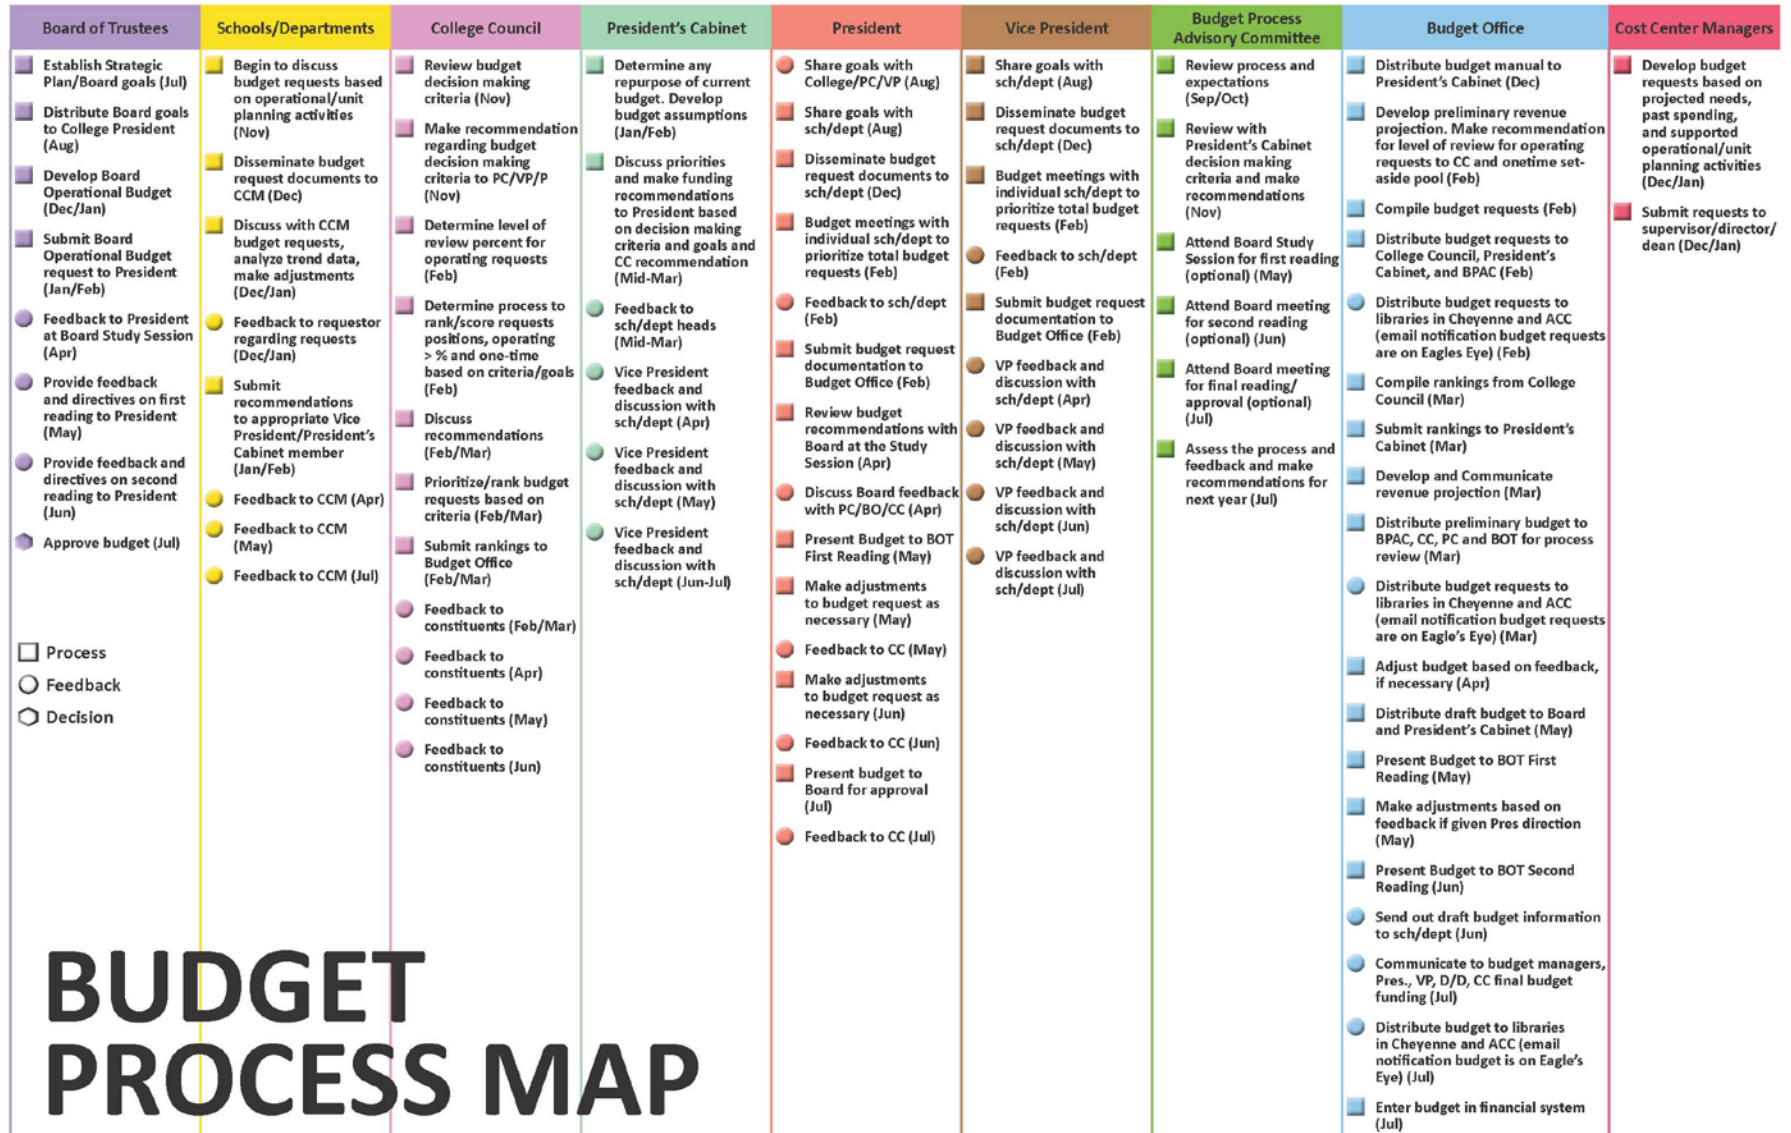 Board of Trustees
Establish Strategic
Plan/Board goals (Jul)
Distribute Board goals
to College President
(Aug)
Develop Board
Operational Budget
(Dec/Jan)
Submit Board
Operational Budget
request to President
(Jan/Feb)
Feedback to President
at Board Study Session
(Apr)
Provide feedback
and directives on first
reading to President
(May)
Provide feedback and
directives on second
reading to President
(Jun)
Approve budget (Jul)
Process
Feedback
Decision
Schools/Departments
Begin to discuss
budget requests based
on operational/unit
planning activities
(Nov)
Disseminate budget
request documents to
CCM (Dec)
Discuss with CCM
budget requests,
analyze trend data,
make adjustments
(Dec/Jan)
Feedback to requestor
regarding requests
(Dec/Jan)
Submit
recommendations
to appropriate Vice
President/President's
Cabinet member
(Jan/Feb)
Feedback to CCM (Apr)
Feedback to CCM
(May)
Feedback to CCM (Jul)
College Council
Review budget
decision making
criteria (Nov)
Make recommendation
regarding budget
decision making
criteria to PC/VP/P
(Nov)
Determine level of
review percent for
operating requests
(Feb)
Determine process to
rank/score requests
positions, operating
> % and one-time
based on criteria/goals
(Feb)
Discuss
recommendations
(Feb/Mar)
Prioritize/rank budget
requests based on
criteria (Feb/Mar)
Submit rankings to
Budget Office
(Feb/Mar)
Feedback to
constituents (Feb/Mar)
Feedback to
constituents (Apr)
Feedback to
constituents (May)
Feedback to
constituents (Jun)
President's Cabinet
Determine any
repurpose of current
budget. Develop
budget assumptions
(Jan/Feb)
Discuss priorities
and make funding
recommendations
to President based
on decision making
criteria and goals and
CC recommendation
(Mid-Mar)
Feedback to
sch/dept heads
(Mid-Mar)
Vice President
feedback and
discussion with
sch/dept (Apr)
Vice President
feedback and
discussion with
sch/dept (May)
Vice President
feedback and
discussion with
sch/dept (Jun-Jul)
President
Share goals with
College/PC/VP (Aug)
Share goals with
sch/dept (Aug)
Disseminate budget
request documents to
sch/dept (Dec)
Budget meetings with
individual sch/dept to
prioritize total budget
requests (Feb)
Feedback to sch/dept
(Feb)
Submit budget request
documentation to
Budget Office (Feb)
Review budget
recommendations with
Board at the Study
Session (Apr)
Discuss Board feedback
with PC/BO/CC (Apr)
Present Budget to BOT
First Reading (May)
Make adjustments
to budget request as
necessary (May)
Feedback to CC (May)
Make adjustments
to budget request as
necessary (Jun)
Feedback to CC (Jun)
Present budget to
Board for approval
(Jul)
Feedback to CC (Jul)
Vice President
Share goals with
sch/dept (Aug)
Disseminate budget
request documents to
sch/dept (Dec)
Budget meetings with
individual sch/dept to
prioritize total budget
requests (Feb)
Feedback to sch/dept
(Feb)
Submit budget request
documentation to
Budget Office (Feb)
VP feedback and
discussion with
sch/dept (Apr)
VP feedback and
discussion with
sch/dept (May)
VP feedback and
discussion with
sch/dept (Jun)
VP feedback and
discussion with
sch/dept (Jul)
Budget Process
Advisory Committee
Review process and
expectations
(Sep/Oct)
Review with
President's Cabinet
decision making
criteria and make
recommendations
(Nov)
Attend Board Study
Session for first reading
(optional) (May)
Attend Board meeting
for second reading
(optional) (Jun)
Attend Board meeting
for final reading/
approval (optional)
(Jul)
Assess the process and
feedback and make
recommendations for
next year (Jul)
Budget Office
Distribute budget manual to
President's Cabinet (Dec)
Develop preliminary revenue
projection. Make recommendation
for level of review for operating
requests to CC and onetime set-
aside pool (Feb)
Compile budget requests (Feb)
Distribute budget requests to
College Council, President's
Cabinet, and BPAC (Feb)
Distribute budget requests to
libraries in Cheyenne and ACC
(email notification budget requests
are on Eagles Eye) (Feb)
Compile rankings from College
Council (Mar)
Submit rankings to President's
Cabinet (Mar)
Develop and Communicate
revenue projection (Mar)
Distribute preliminary budget to
BPAC, CC, PC and BOT for process
review (Mar)
Distribute budget requests to
libraries in Cheyenne and ACC
(email notification budget requests
are on Eagle's Eye) (Mar)
Adjust budget based on feedback,
if necessary (Apr)
Distribute draft budget to Board
and President's Cabinet (May)
Present Budget to BOT First
Reading (May)
Make adjustments based on
feedback if given Pres direction
(May)
Present Budget to BOT Second
Reading (Jun)
Send out draft budget information
to sch/dept (Jun)
Communicate to budget managers,
Pres., VP, D/D, CC final budget
funding (Jul)
Distribute budget to libraries
in Cheyenne and ACC (email
notification budget is on Eagle's
Eye) (Jul)
Enter budget in financial system
(Jul)
Cost Center Managers
Develop budget
requests based on
projected needs,
past spending,
and supported
operational/unit
planning activities
(Dec/Jan)
Submit requests to
supervisor/director/
dean (Dec/Jan)
BUDGET
PROCESS MAP